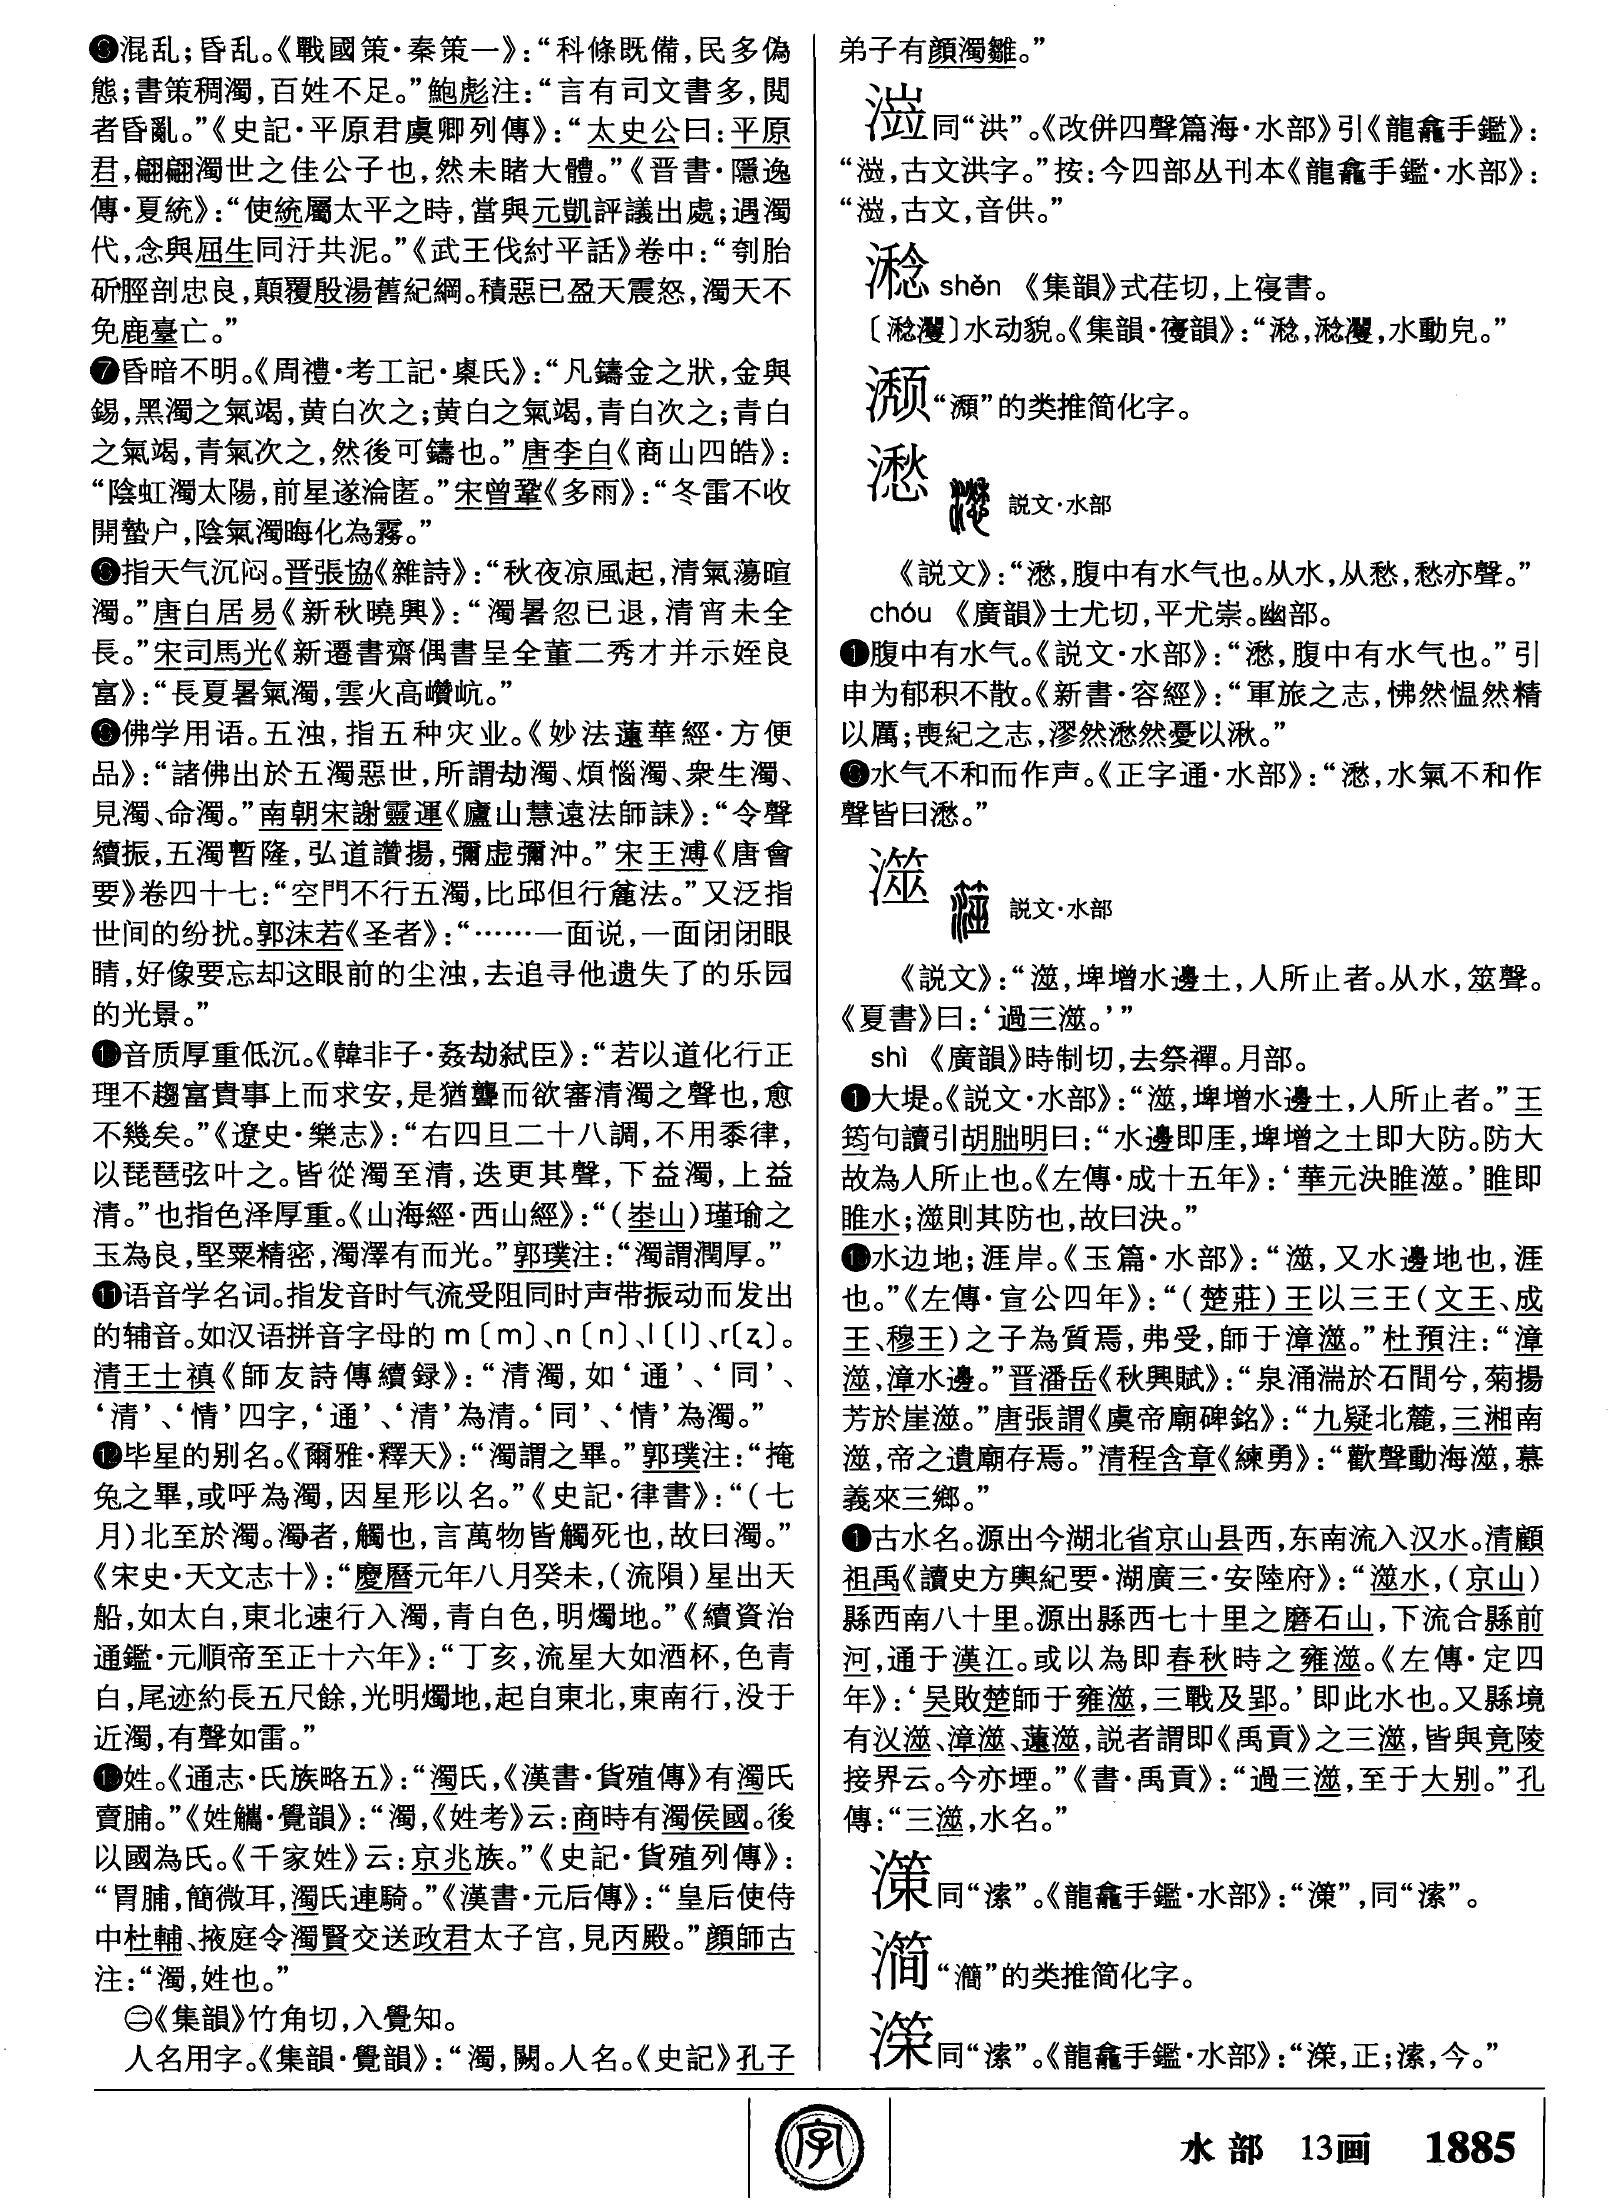 ❻混乱；昏乱。《戰國策·秦策一》：“科條既備，民多偽
態；書策稠濁，百姓不足。”鮑彪注：“言有司文書多，閲
者昏亂。”《史記·平原君虞卿列傳》：“太史公曰：平原
君，翩翩濁世之佳公子也，然未睹大體。”《晋書·隱逸
傳·夏統》：“使統屬太平之時，當與元凱評議出處；遇濁
代，念與屈生同汙共泥。”《武王伐紂平話》卷中：“刳胎
斫脛剖忠良，顛覆殷湯舊紀綱。積惡已盈天震怒，濁天不
免鹿臺亡。”
❼昏暗不明。《周禮·考工記·㮚氏》：“凡鑄金之狀，金與
錫，黑濁之氣竭，黄白次之；黄白之氣竭，青白次之；青白
之氣竭，青氣次之，然後可鑄也。”唐李白《商山四皓》：
“陰虹濁太陽，前星遂淪匿。”宋曾鞏《多雨》：“冬雷不收
開蟄户，陰氣濁晦化為霧。”
❽指天气沉闷。晋張協《雜詩》：“秋夜凉風起，清氣蕩暄
濁。”唐白居易《新秋曉興》：“濁暑忽已退，清宵未全
長。”宋司馬光《新遷書齋偶書呈全董二秀才并示姪良
富》：“長夏暑氣濁，雲火高巑岏。”
❾佛学用语。五浊，指五种灾业。《妙法蓮華經·方便
品》：“諸佛出於五濁惡世，所謂劫濁、煩惱濁、衆生濁、
見濁、命濁。”南朝宋謝靈運《廬山慧遠法師誄》：“令聲
續振，五濁暫隆，弘道讚揚，彌虚彌沖。”宋王溥《唐會
要》卷四十七：“空門不行五濁，比邱但行麄法。”又泛指
世间的纷扰。郭沫若《圣者》：“……一面说，一面闭闭眼
睛，好像要忘却这眼前的尘浊，去追寻他遗失了的乐园
的光景。”
❿音质厚重低沉。《韓非子·姦劫弑臣》：“若以道化行正
理不趨富貴事上而求安，是猶聾而欲審清濁之聲也，愈
不幾矣。”《遼史·樂志》：“右四旦二十八調，不用黍律，
以琵琶弦叶之。皆從濁至清，迭更其聲，下益濁，上益
清。”也指色泽厚重。《山海經·西山經》：“（峚山）瑾瑜之
玉為良，堅粟精密，濁澤有而光。”郭璞注：“濁謂潤厚。”
⓫语音学名词。指发音时气流受阻同时声带振动而发出
的辅音。如汉语拼音字母的m〔m〕、n〔n〕、l〔l〕、r〔ʐ〕。
清王士禛《師友詩傳續録》：“清濁，如‘通’、‘同’、
‘清’、‘情’四字，‘通’、‘清’為清。‘同’、‘情’為濁。”
⓬毕星的别名。《爾雅·釋天》：“濁謂之畢。”郭璞注：“掩
兔之畢，或呼為濁，因星形以名。”《史記·律書》：“（七
月）北至於濁。濁者，觸也，言萬物皆觸死也，故曰濁。”
《宋史·天文志十》：“慶曆元年八月癸未，（流隕）星出天
船，如太白，東北速行入濁，青白色，明燭地。”《續資治
通鑑·元順帝至正十六年》：“丁亥，流星大如酒杯，色青
白，尾迹約長五尺餘，光明燭地，起自東北，東南行，没于
近濁，有聲如雷。”
⓭姓。《通志·氏族略五》：“濁氏，《漢書·貨殖傳》有濁氏
賣脯。”《姓觿·覺韻》：“濁，《姓考》云：商時有濁侯國。後
以國為氏。《千家姓》云：京兆族。”《史記·貨殖列傳》：
“胃脯，簡微耳，濁氏連騎。”《漢書·元后傳》：“皇后使侍
中杜輔、掖庭令濁賢交送政君太子宫，見丙殿。”顔師古
注：“濁，姓也。”
㊁《集韻》竹角切，入覺知。
人名用字。《集韻·覺韻》：“濁，闕。人名。《史記》孔子
弟子有顔濁雛。”
同“洪”。《改併四聲篇海·水部》引《龍龕手鑑》：
“，古文洪字。”按：今四部丛刊本《龍龕手鑑·水部》：
“，古文，音供。”
shěn 《集韻》式荏切，上寑書。
水动貌。《集韻·寑韻》：“水動皃。”
濒“瀕”的类推简化字。
㵞 説文·水部
《説文》：“㵞，腹中有水气也。从水，从愁，愁亦聲。”
chóu 《廣韻》士尤切，平尤崇。幽部。
❶腹中有水气。《説文·水部》：“㵞，腹中有水气也。”引
申为郁积不散。《新書·容經》：“軍旅之志，怫然愠然精
以厲；喪紀之志，漻然㵞然憂以湫。”
❷水气不和而作声。《正字通·水部》：“㵞，水氣不和作
聲皆曰㵞。”
澨 説文·水部
《説文》：“澨，埤增水邊土，人所止者。从水，筮聲。
《夏書》曰：‘過三澨。’”
shì 《廣韻》時制切，去祭禪。月部。
❶大堤。《説文·水部》：“澨，埤增水邊土，人所止者。”王
筠句讀引胡朏明曰：“水邊即厓，埤增之土即大防。防大
故為人所止也。《左傳·成十五年》：‘華元決睢澨。’睢即
睢水；澨則其防也，故曰決。”
水边地；涯岸。《玉篇·水部》：“澨，又水邊地也，涯
也。”《左傳·宣公四年》：“（楚莊）王以三王（文王、成
王、穆王）之子為質焉，弗受，師于漳澨。”杜預注：“漳
澨，漳水邊。”晋潘岳《秋興賦》：“泉涌湍於石間兮，菊揚
芳於崖澨。”唐張謂《虞帝廟碑銘》：“九疑北麓，三湘南
澨，帝之遺廟存焉。”清程含章《練勇》：“歡聲動海澨，慕
義來三鄉。”
❶古水名。源出今湖北省京山县西，东南流入汉水。清顧
祖禹《讀史方輿紀要·湖廣三·安陸府》：“澨水，（京山）
縣西南八十里。源出縣西七十里之磨石山，下流合縣前
河，通于漢江。或以為即春秋時之雍澨。《左傳·定四
年》：‘吴敗楚師于雍澨，三戰及郢。’即此水也。又縣境
有汊澨、漳澨、薳澨，説者謂即《禹貢》之三澨，皆與竟陵
接界云。今亦堙。”《書·禹貢》：“過三澨，至于大别。”孔
傳：“三澨，水名。”
同“潆”。《龍龕手鑑·水部》
“澗”的类推简化字。
《龍龕手鑑·水部》
水部 13画 1885